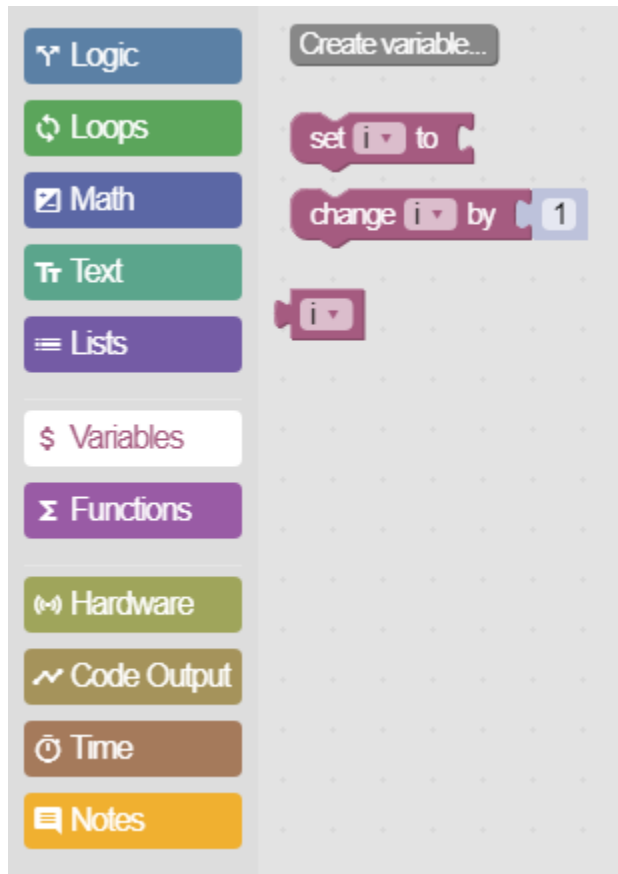 Logic
Loops
Math
Tт Text
Lists
$ Variables
Σ Functions
Hardware
Code Output
Time
Notes
Create variable...
set i to
change i by 1
i